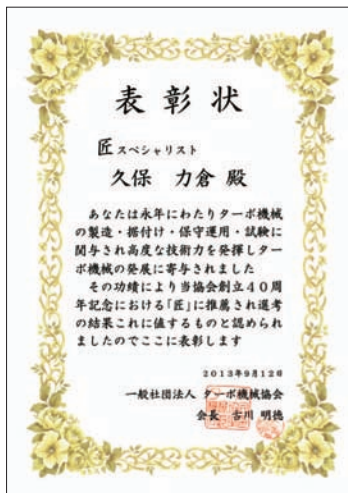 表彰状
匠スペシャリスト
久保 力倉 殿
あなたは永年にわたりターボ機械
の製造・据付け・保守運用・試験に
関与され高度な技術力を発揮しター
ボ機械の発展に寄与されました
その功績により当協会創立40周
年記念における「匠」に推薦され選考
の結果これに値するものと認められ
ましたのでここに表彰します
2013年9月12日
一般社団法人 ターボ機械協会
会長 古川 明徳